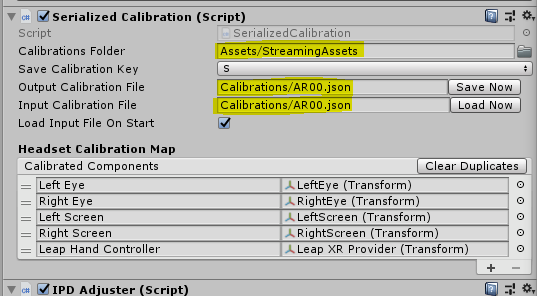 Serialized Calibration (Script)
Script SerializedCalibration
Calibrations Folder Assets/StreamingAssets
Save Calibration Key S
Output Calibration File Calibrations/AR00.json Save Now
Input Calibration File Calibrations/AR00.json Load Now
Load Input File On Start
Headset Calibration Map
Calibrated Components Clear Duplicates
Left Eye LeftEye (Transform)
Right Eye RightEye (Transform)
Left Screen LeftScreen (Transform)
Right Screen RightScreen (Transform)
Leap Hand Controller Leap XR Provider (Transform)
+ -
IPD Adjuster (Script)